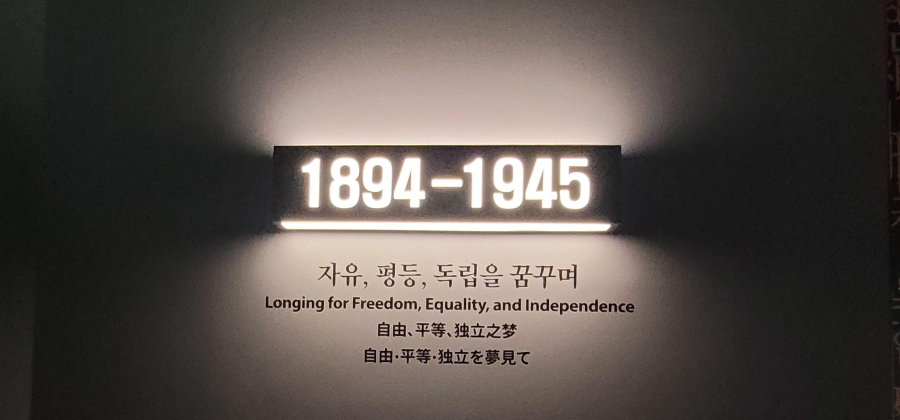 1894–1945
자유, 평등, 독립을 꿈꾸며
Longing for Freedom, Equality, and Independence
自由、平等、独立之梦
自由·平等·独立を夢見て